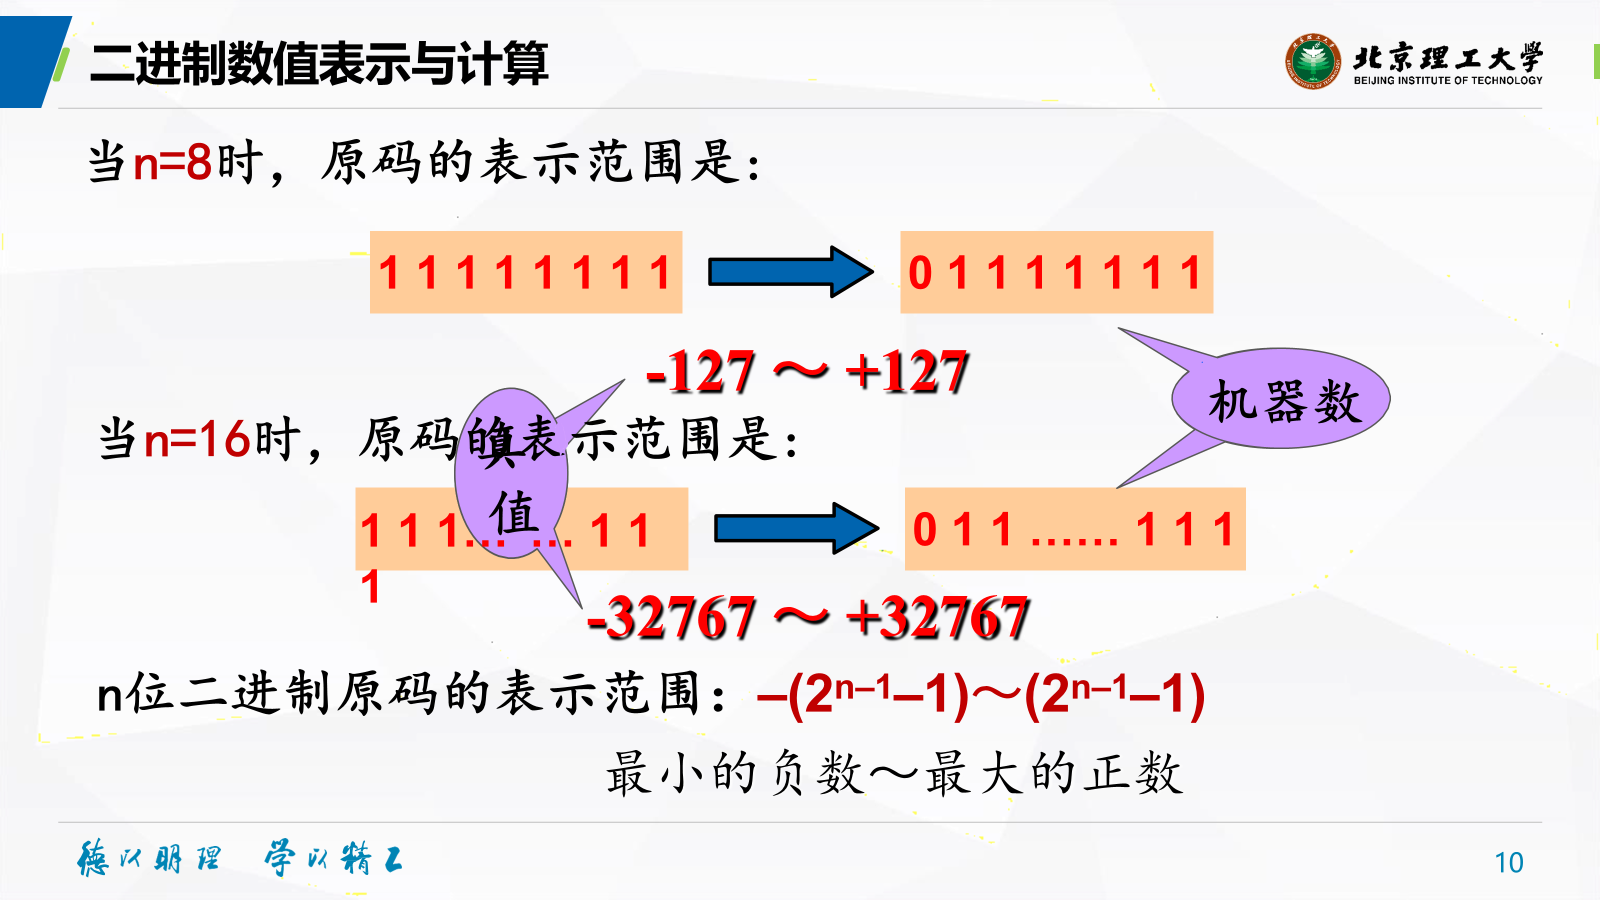 二进制数值表示与计算
北京理工大学
BEIJING INSTITUTE OF TECHNOLOGY
当n=8时，原码的表示范围是：
1 1 1 1 1 1 1 1
0 1 1 1 1 1 1 1
-127 ～ +127
机器数
当n=16时，原码的表示范围是：
真值
1 1 1… … 1 1 1
0 1 1 …… 1 1 1
-32767 ～ +32767
n位二进制原码的表示范围：–(2ⁿ⁻¹–1)～(2ⁿ⁻¹–1)
最小的负数～最大的正数
德以明理 学以精工
10